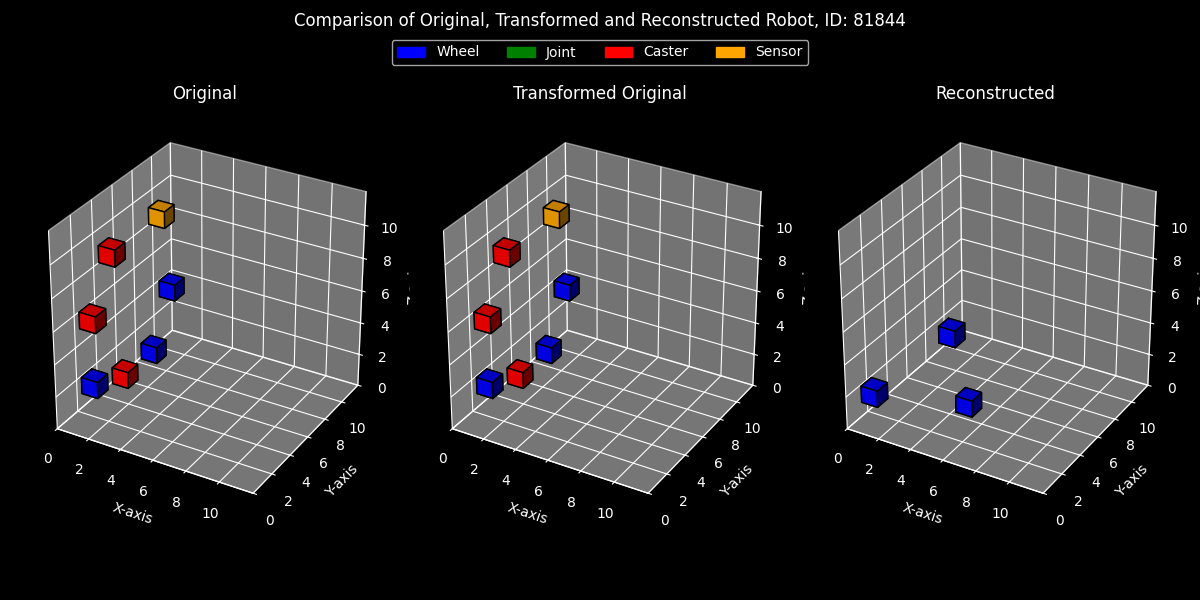 Comparison of Original, Transformed and Reconstructed Robot, ID: 81844
Wheel Joint Caster Sensor
Original Transformed Original Reconstructed
10 10 10
8 8 8
6 6 6
4 4 4
2 2 2
0 0 0
10 10 10
8 8 8
6 6 6
4 4 4
2 2 2
0 0 0
0 2 4 6 8 10 0 2 4 6 8 10 0 2 4 6 8 10
X-axis Y-axis X-axis Y-axis X-axis Y-axis